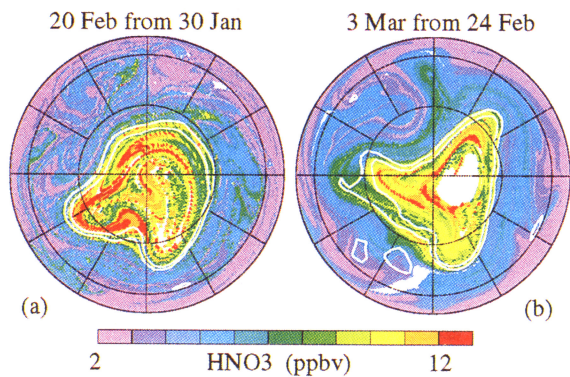 20 Feb from 30 Jan
3 Mar from 24 Feb
(a)
(b)
2 HNO3 (ppbv) 12